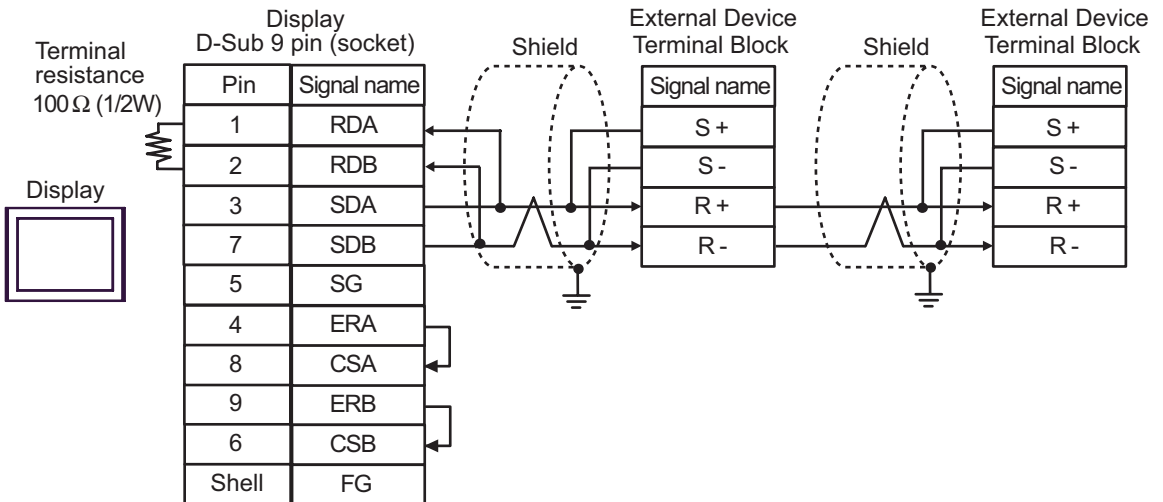 Display
D-Sub 9 pin (socket)
Terminal
resistance
100Ω (1/2W)
Display
Pin Signal name
1 RDA
2 RDB
3 SDA
7 SDB
5 SG
4 ERA
8 CSA
9 ERB
6 CSB
Shell FG
Shield
External Device
Terminal Block
Signal name
S +
S -
R +
R -
Shield
External Device
Terminal Block
Signal name
S +
S -
R +
R -